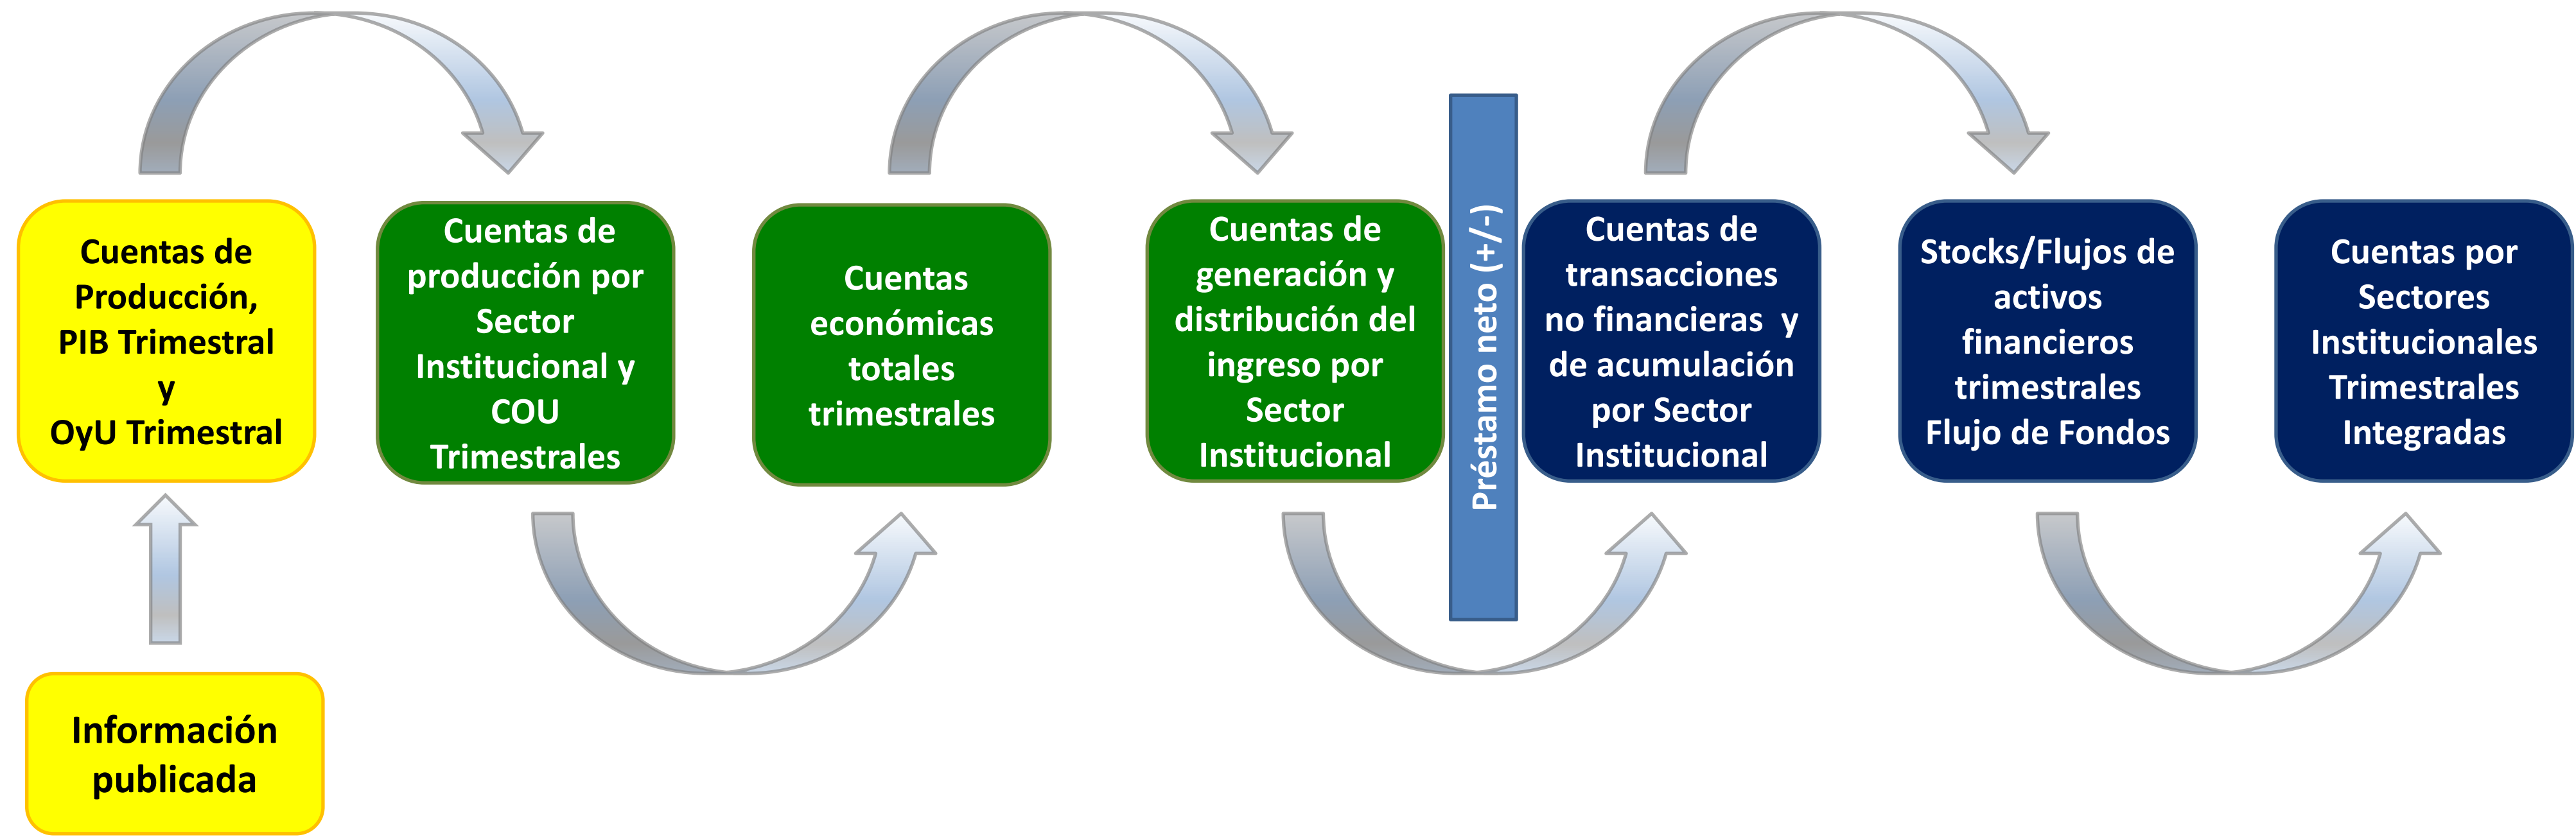 Cuentas de
Producción,
PIB Trimestral
y
OyU Trimestral
Cuentas de
producción por
Sector
Institucional y
COU
Trimestrales
Cuentas
económicas
totales
trimestrales
Cuentas de
generación y
distribución del
ingreso por
Sector
Institucional
Préstamo neto (+/-)
Cuentas de
transacciones
no financieras y
de acumulación
por Sector
Institucional
Stocks/Flujos de
activos
financieros
trimestrales
Flujo de Fondos
Cuentas por
Sectores
Institucionales
Trimestrales
Integradas
Información
publicada